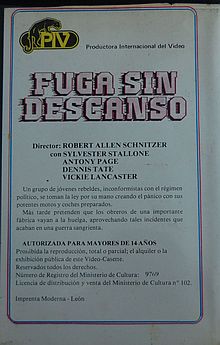 PIV
Productora Internacional del Video
FUGA SIN
DESCANSO
Director: ROBERT ALLEN SCHNITZER
con SYLVESTER STALLONE
ANTONY PAGE
DENNIS TATE
VICKIE LANCASTER
Un grupo de jóvenes rebeldes, inconformistas con el régimen
político, se toman la ley por su mano creando el pánico con sus
potentes motos y coches preparados.
Más tarde pretenden que los obreros de una importante
fábrica vayan a la huelga, aprovechando tales incidentes que
acaban en una guerra sangrienta.
AUTORIZADA PARA MAYORES DE 14 AÑOS
Prohibida la reproducción, total o parcial; el alquiler o la
exhibición pública de este Video-Casette.
Reservados todos los derechos.
Número de Registro del Ministerio de Cultura: 9769
Licencia de distribución y venta del Ministerio de Cultura n° 102.
Imprenta Moderna - León